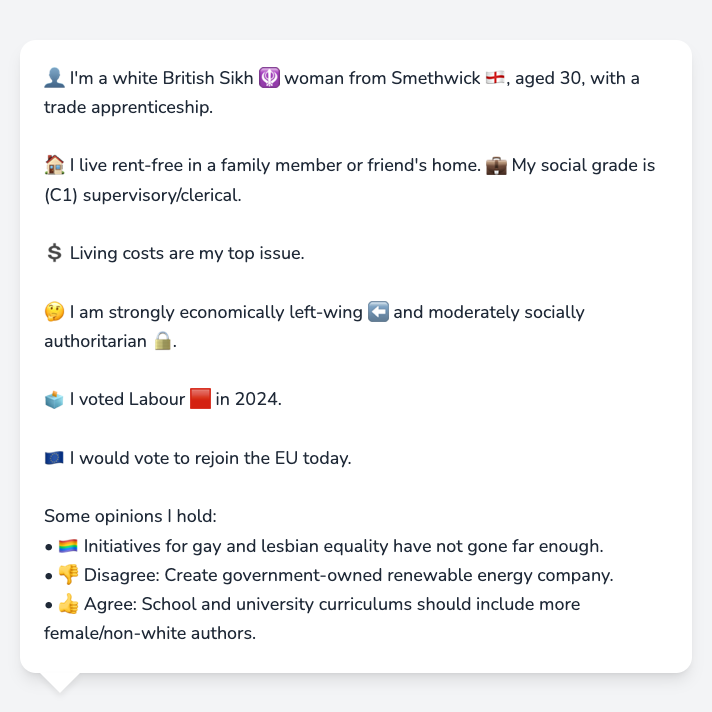 👤 I'm a white British Sikh 🪯 woman from Smethwick 🏴󠁧󠁢󠁥󠁮󠁧󠁿, aged 30, with a
trade apprenticeship.
🏠 I live rent-free in a family member or friend's home. 💼 My social grade is
(C1) supervisory/clerical.
💲 Living costs are my top issue.
🤔 I am strongly economically left-wing ⬅️ and moderately socially
authoritarian 🔒.
🗳️ I voted Labour 🟥 in 2024.
🇪🇺 I would vote to rejoin the EU today.
Some opinions I hold:
• 🏳️‍🌈 Initiatives for gay and lesbian equality have not gone far enough.
• 👎 Disagree: Create government-owned renewable energy company.
• 👍 Agree: School and university curriculums should include more
female/non-white authors.